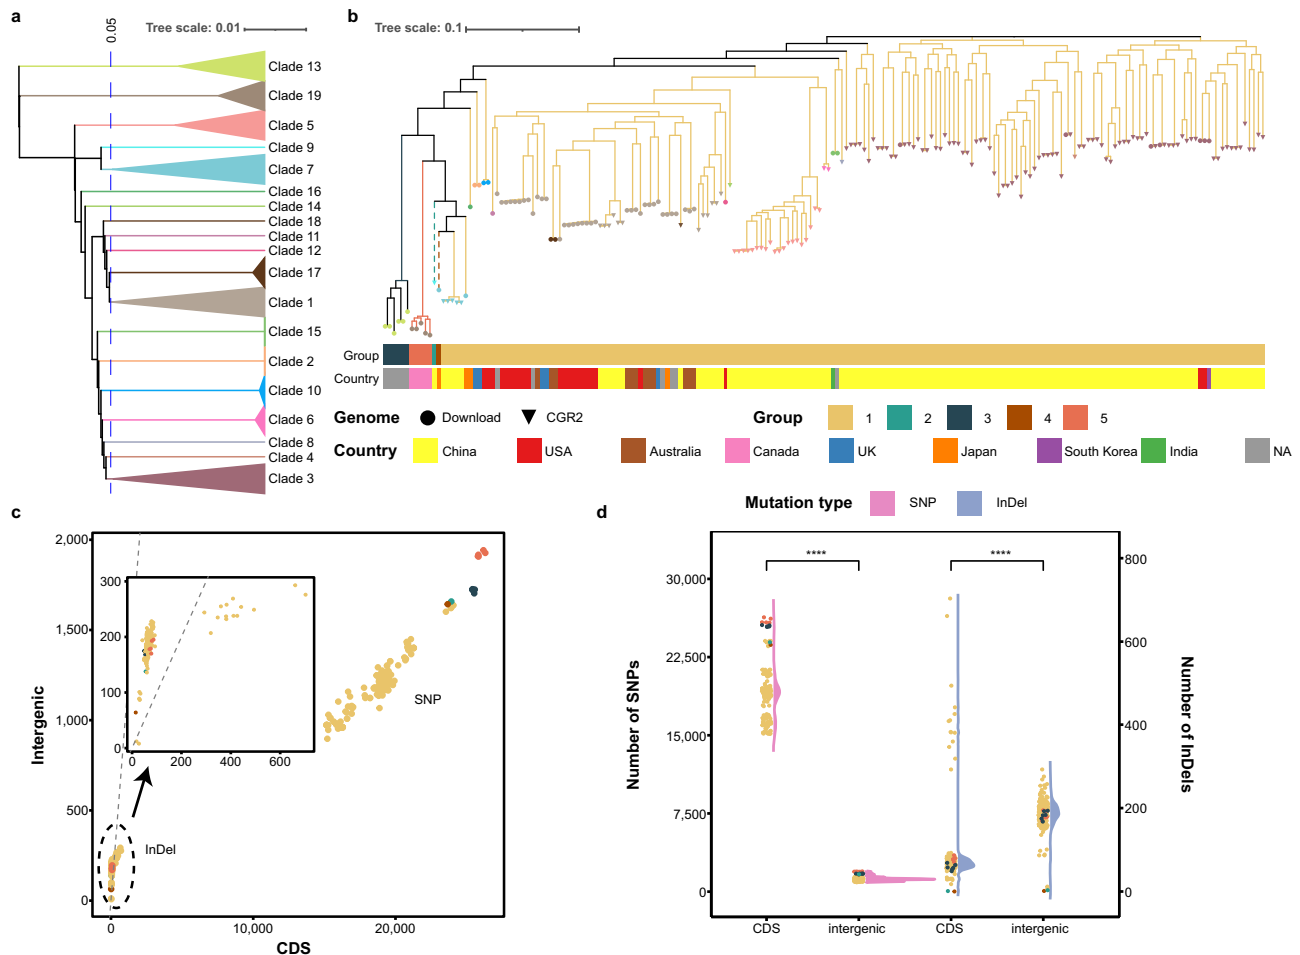 a
0.05
Tree scale: 0.01
Clade 13
Clade 19
Clade 5
Clade 9
Clade 7
Clade 16
Clade 14
Clade 18
Clade 11
Clade 12
Clade 17
Clade 1
Clade 15
Clade 2
Clade 10
Clade 6
Clade 8
Clade 4
Clade 3
b
Tree scale: 0.1
Group
Country
Genome Download CGR2 Group 1 2 3 4 5
Country China USA Australia Canada UK Japan South Korea India NA
c
Intergenic
2,000
1,500
1,000
500
0
300
200
100
0
0 200 400 600
SNP
InDel
0 10,000 20,000
CDS
d
Mutation type SNP InDel
Number of SNPs
30,000
22,500
15,000
7,500
0
****
****
800
600
400
200
0
Number of InDels
CDS intergenic CDS intergenic